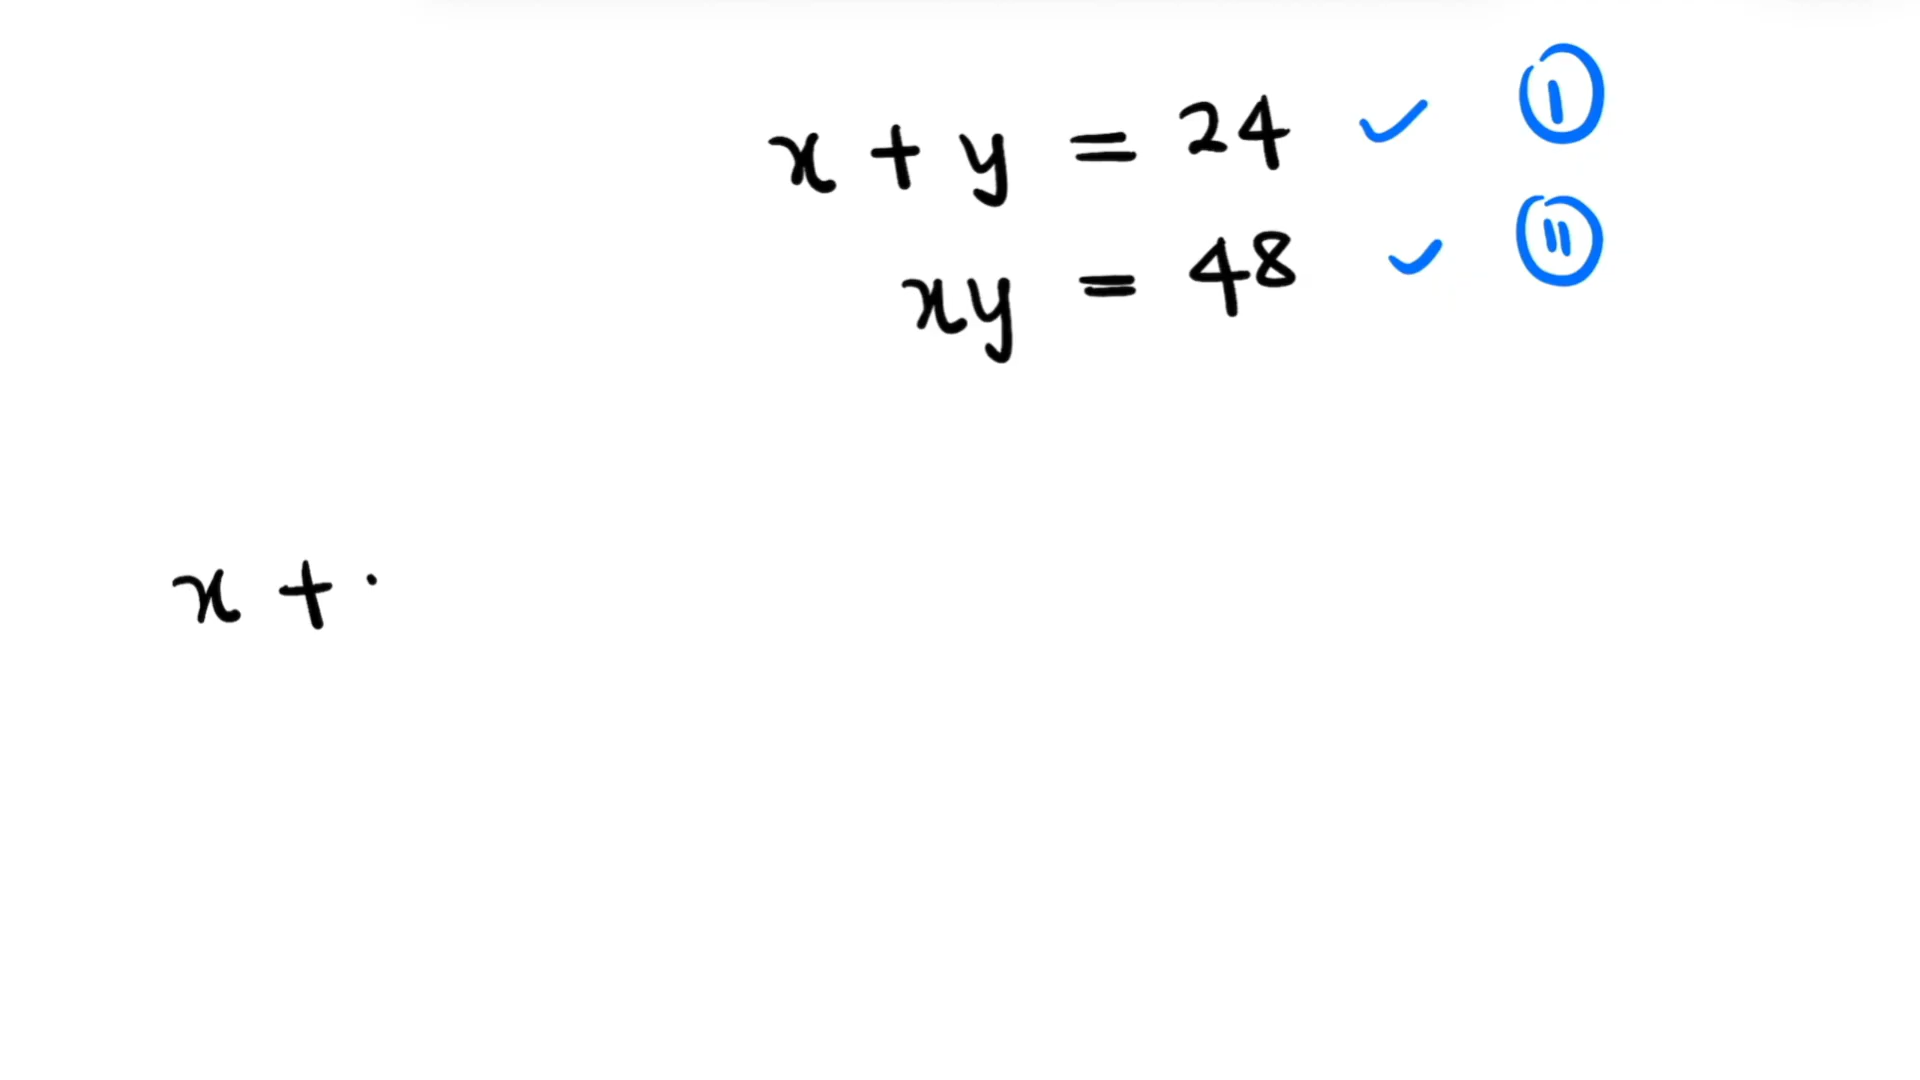 x + y = 24 ✓ Ⓘ
xy = 48 ✓ ⓘⓘ
x + ·